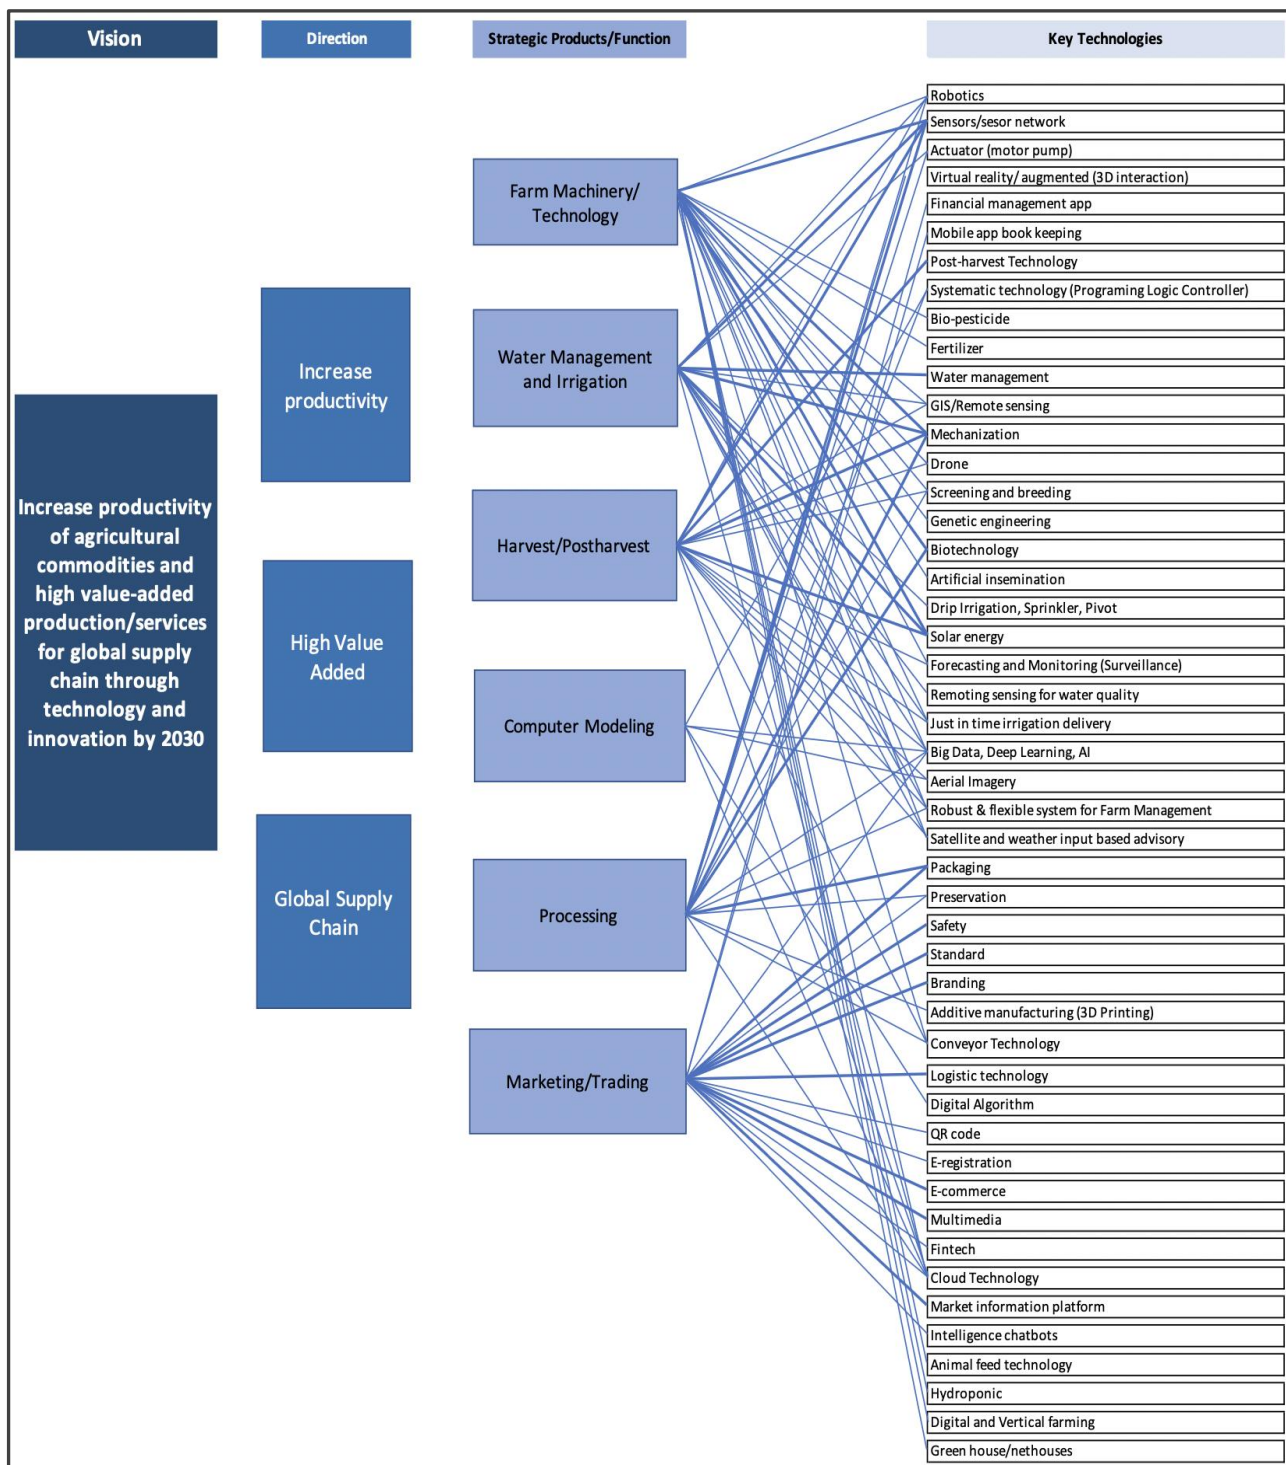 Vision
Direction
Strategic Products/Function
Key Technologies
Increase productivity
of agricultural
commodities and
high value-added
production/services
for global supply
chain through
technology and
innovation by 2030
Increase
productivity
High Value
Added
Global Supply
Chain
Farm Machinery/
Technology
Water Management
and Irrigation
Harvest/Postharvest
Computer Modeling
Processing
Marketing/Trading
Robotics
Sensors/sesor network
Actuator (motor pump)
Virtual reality/ augmented (3D interaction)
Financial management app
Mobile app book keeping
Post-harvest Technology
Systematic technology (Programing Logic Controller)
Bio-pesticide
Fertilizer
Water management
GIS/Remote sensing
Mechanization
Drone
Screening and breeding
Genetic engineering
Biotechnology
Artificial insemination
Drip Irrigation, Sprinkler, Pivot
Solar energy
Forecasting and Monitoring (Surveillance)
Remoting sensing for water quality
Just in time irrigation delivery
Big Data, Deep Learning, AI
Aerial Imagery
Robust & flexible system for Farm Management
Satellite and weather input based advisory
Packaging
Preservation
Safety
Standard
Branding
Additive manufacturing (3D Printing)
Conveyor Technology
Logistic technology
Digital Algorithm
QR code
E-registration
E-commerce
Multimedia
Fintech
Cloud Technology
Market information platform
Intelligence chatbots
Animal feed technology
Hydroponic
Digital and Vertical farming
Green house/nethouses